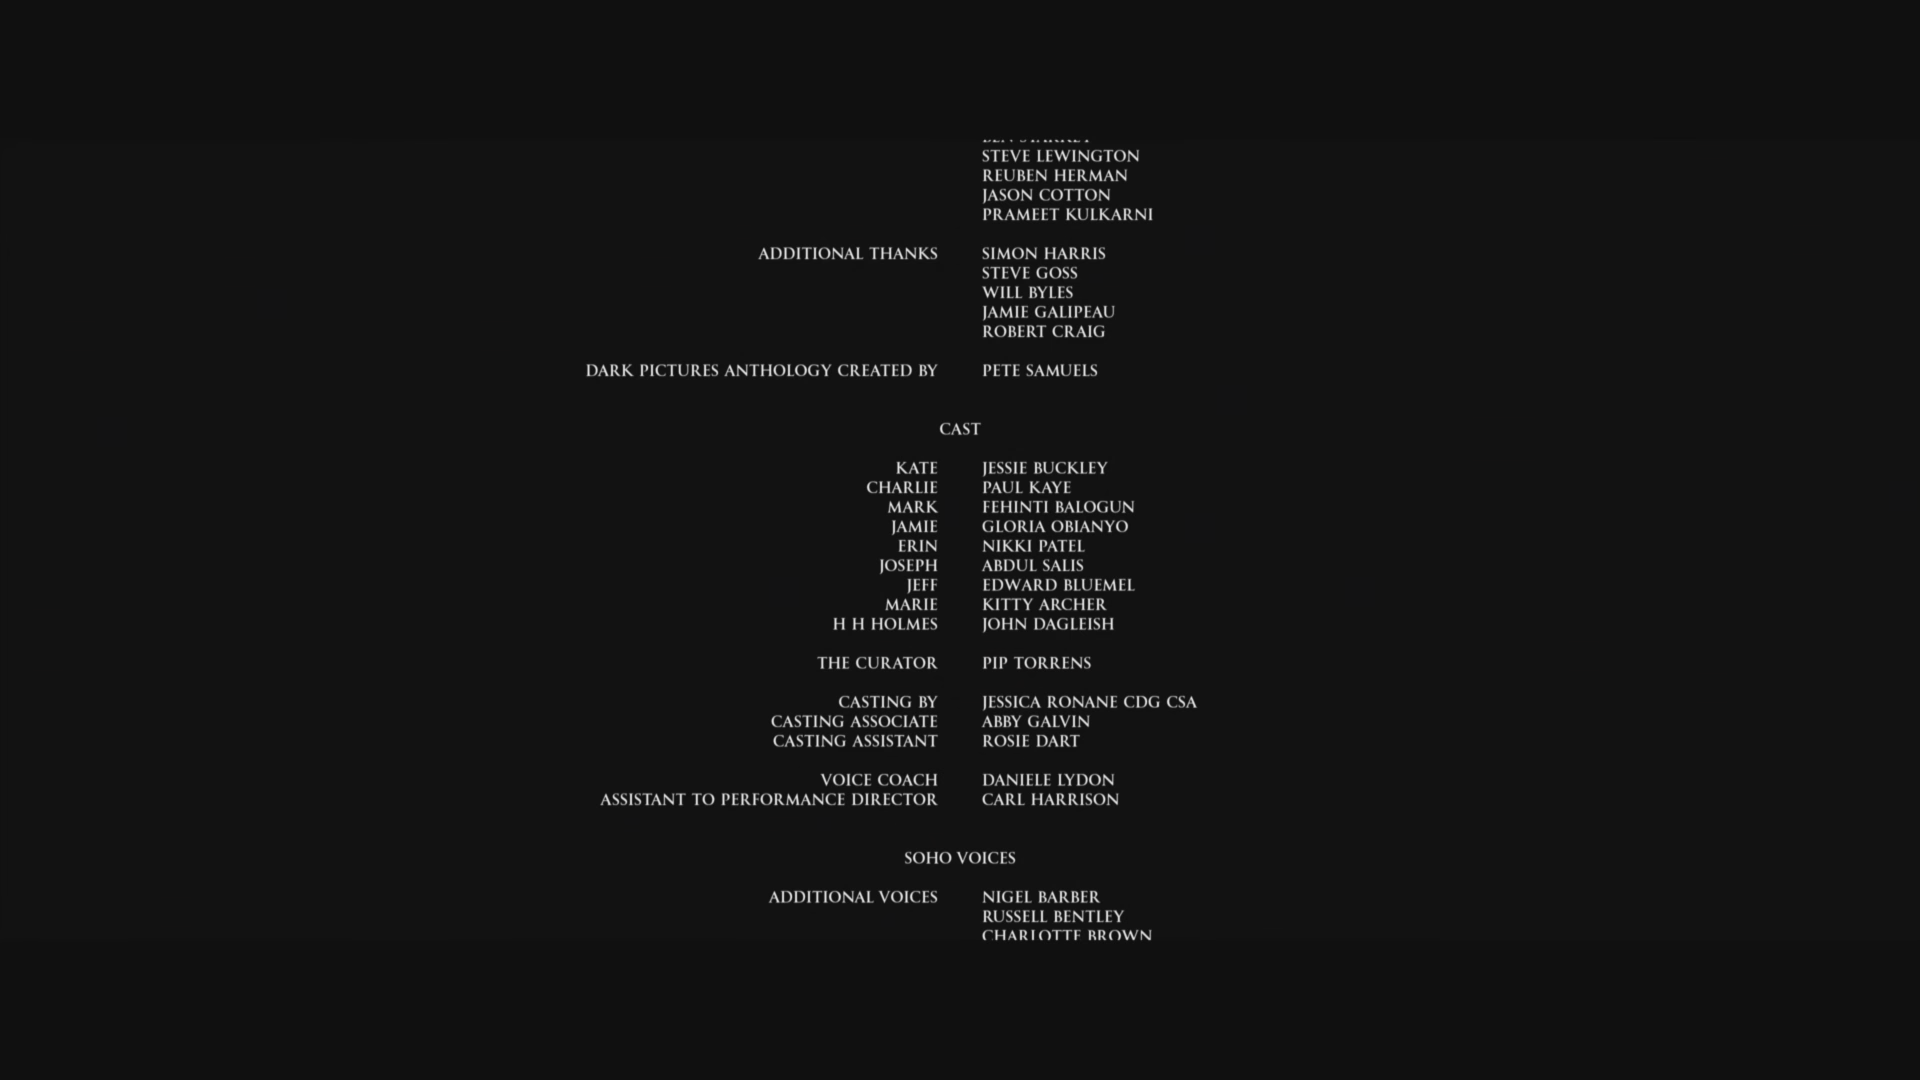 STEVE LEWINGTON
REUBEN HERMAN
JASON COTTON
PRAMEET KULKARNI
ADDITIONAL THANKS SIMON HARRIS
STEVE GOSS
WILL BYLES
JAMIE GALIPEAU
ROBERT CRAIG
DARK PICTURES ANTHOLOGY CREATED BY PETE SAMUELS
CAST
KATE JESSIE BUCKLEY
CHARLIE PAUL KAYE
MARK FEHINTI BALOGUN
JAMIE GLORIA OBIANYO
ERIN NIKKI PATEL
JOSEPH ABDUL SALIS
JEFF EDWARD BLUEMEL
MARIE KITTY ARCHER
H H HOLMES JOHN DAGLEISH
THE CURATOR PIP TORRENS
CASTING BY JESSICA RONANE CDG CSA
CASTING ASSOCIATE ABBY GALVIN
CASTING ASSISTANT ROSIE DART
VOICE COACH DANIELE LYDON
ASSISTANT TO PERFORMANCE DIRECTOR CARL HARRISON
SOHO VOICES
ADDITIONAL VOICES NIGEL BARBER
RUSSELL BENTLEY
CHARLOTTE BROWN